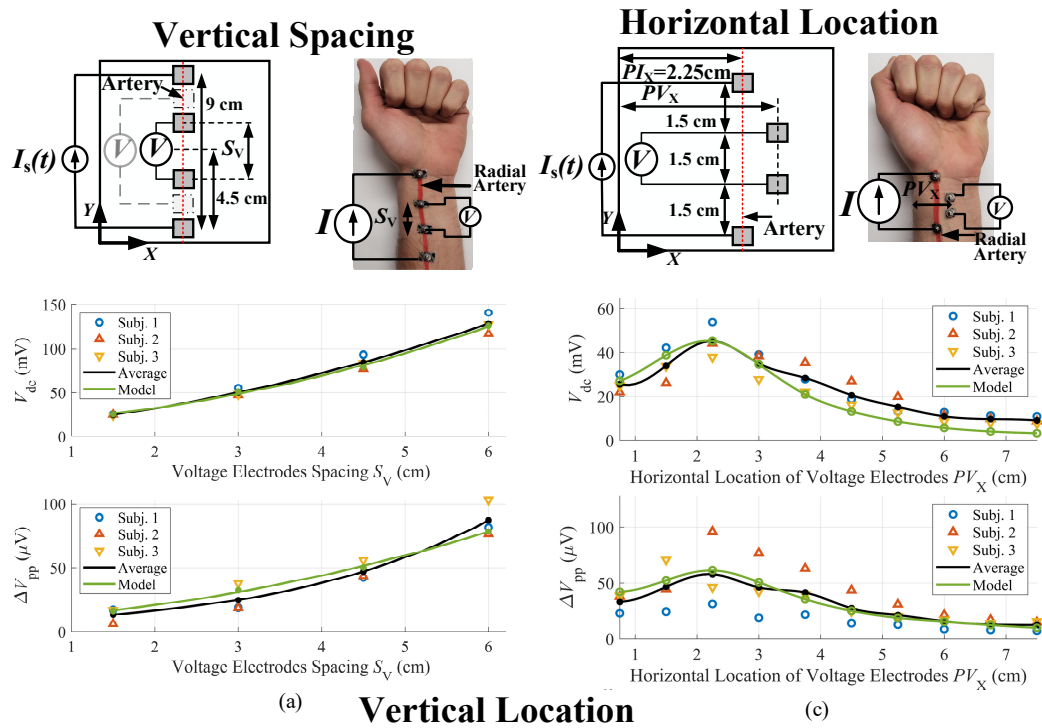 Vertical Spacing
Artery
9 cm
V
V
S_V
I_s(t)
4.5 cm
Y
X
Radial
Artery
I
S_V
V
150
100
50
0
V_dc (mV)
Subj. 1
Subj. 2
Subj. 3
Average
Model
1
2
3
4
5
6
Voltage Electrodes Spacing S_V (cm)
100
50
0
ΔV_pp (μV)
Subj. 1
Subj. 2
Subj. 3
Average
Model
1
2
3
4
5
6
Voltage Electrodes Spacing S_V (cm)
(a)
Horizontal Location
PI_X=2.25cm
PV_X
1.5 cm
I_s(t)
V
1.5 cm
1.5 cm
Y
X
Artery
I
PV_X
V
Radial
Artery
60
40
20
0
V_dc (mV)
Subj. 1
Subj. 2
Subj. 3
Average
Model
1
2
3
4
5
6
7
Horizontal Location of Voltage Electrodes PV_X (cm)
100
50
0
ΔV_pp (μV)
Subj. 1
Subj. 2
Subj. 3
Average
Model
1
2
3
4
5
6
7
Horizontal Location of Voltage Electrodes PV_X (cm)
(c)
Vertical Location